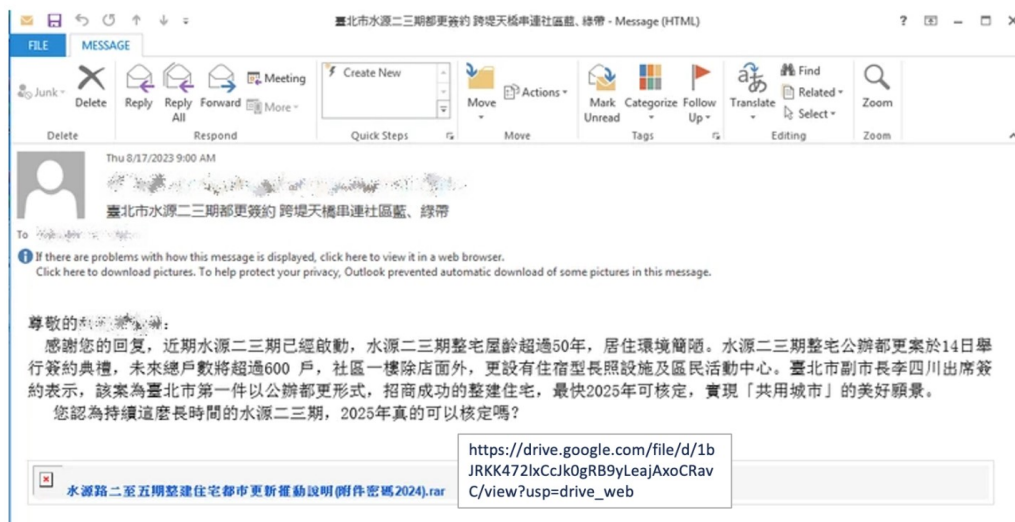 臺北市水源二三期都更簽約 跨堤天橋串連社區藍、綠帶 - Message (HTML)
FILE MESSAGE
Junk Delete Reply Reply All Forward Meeting More Create New Move Actions Mark Unread Categorize Follow Up Translate Find Related Select Zoom
Delete Respond Quick Steps Move Tags Editing Zoom
Thu 8/17/2023 9:00 AM
臺北市水源二三期都更簽約 跨堤天橋串連社區藍、綠帶
To
If there are problems with how this message is displayed, click here to view it in a web browser.
Click here to download pictures. To help protect your privacy, Outlook prevented automatic download of some pictures in this message.
尊敬的 :
感謝您的回复，近期水源二三期已經啟動，水源二三期整宅屋齡超過50年，居住環境簡陋。水源二三期整宅公辦都更案於14日舉
行簽約典禮，未來總戶數將超過600 戶，社區一樓除店面外，更設有住宿型長照設施及區民活動中心。臺北市副市長李四川出席簽
約表示，該案為臺北市第一件以公辦都更形式，招商成功的整建住宅，最快2025年可核定，實現「共用城市」的美好願景。
您認為持續這麼長時間的水源二三期，2025年真的可以核定嗎?
https://drive.google.com/file/d/1b
JRKK472lxCcJk0gRB9yLeajAxoCRav
C/view?usp=drive_web
水源路二至五期整建住宅都市更新推動說明(附件密碼2024).rar